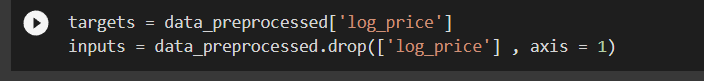 targets = data_preprocessed['log_price']
inputs = data_preprocessed.drop(['log_price'] , axis = 1)